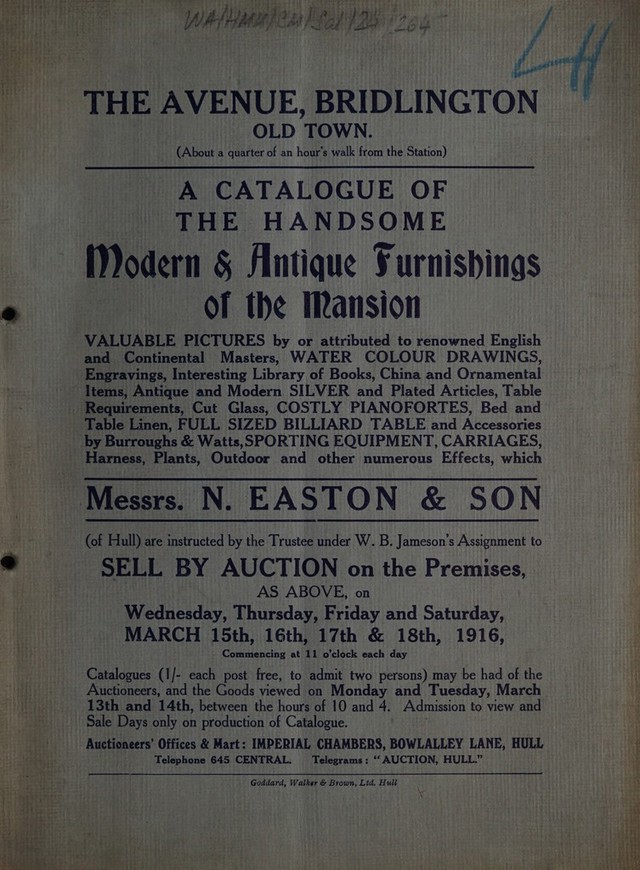 WA/HMM/CM/Sal/24/264
LH
THE AVENUE, BRIDLINGTON
OLD TOWN.
(About a quarter of an hour's walk from the Station)
A CATALOGUE OF
THE HANDSOME
Modern & Antique Furnishings
of the Mansion
VALUABLE PICTURES by or attributed to renowned English
and Continental Masters, WATER COLOUR DRAWINGS,
Engravings, Interesting Library of Books, China and Ornamental
Items, Antique and Modern SILVER and Plated Articles, Table
Requirements, Cut Glass, COSTLY PIANOFORTES, Bed and
Table Linen, FULL SIZED BILLIARD TABLE and Accessories
by Burroughs & Watts, SPORTING EQUIPMENT, CARRIAGES,
Harness, Plants, Outdoor and other numerous Effects, which
Messrs. N. EASTON & SON
(of Hull) are instructed by the Trustee under W. B. Jameson's Assignment to
SELL BY AUCTION on the Premises,
AS ABOVE, on
Wednesday, Thursday, Friday and Saturday,
MARCH 15th, 16th, 17th & 18th, 1916,
Commencing at 11 o'clock each day
Catalogues (1/- each post free, to admit two persons) may be had of the
Auctioneers, and the Goods viewed on Monday and Tuesday, March
13th and 14th, between the hours of 10 and 4. Admission to view and
Sale Days only on production of Catalogue.
Auctioneers' Offices & Mart: IMPERIAL CHAMBERS, BOWLALLEY LANE, HULL
Telephone 645 CENTRAL. Telegrams: "AUCTION, HULL."
Goddard, Walker & Brown, Ltd. Hull